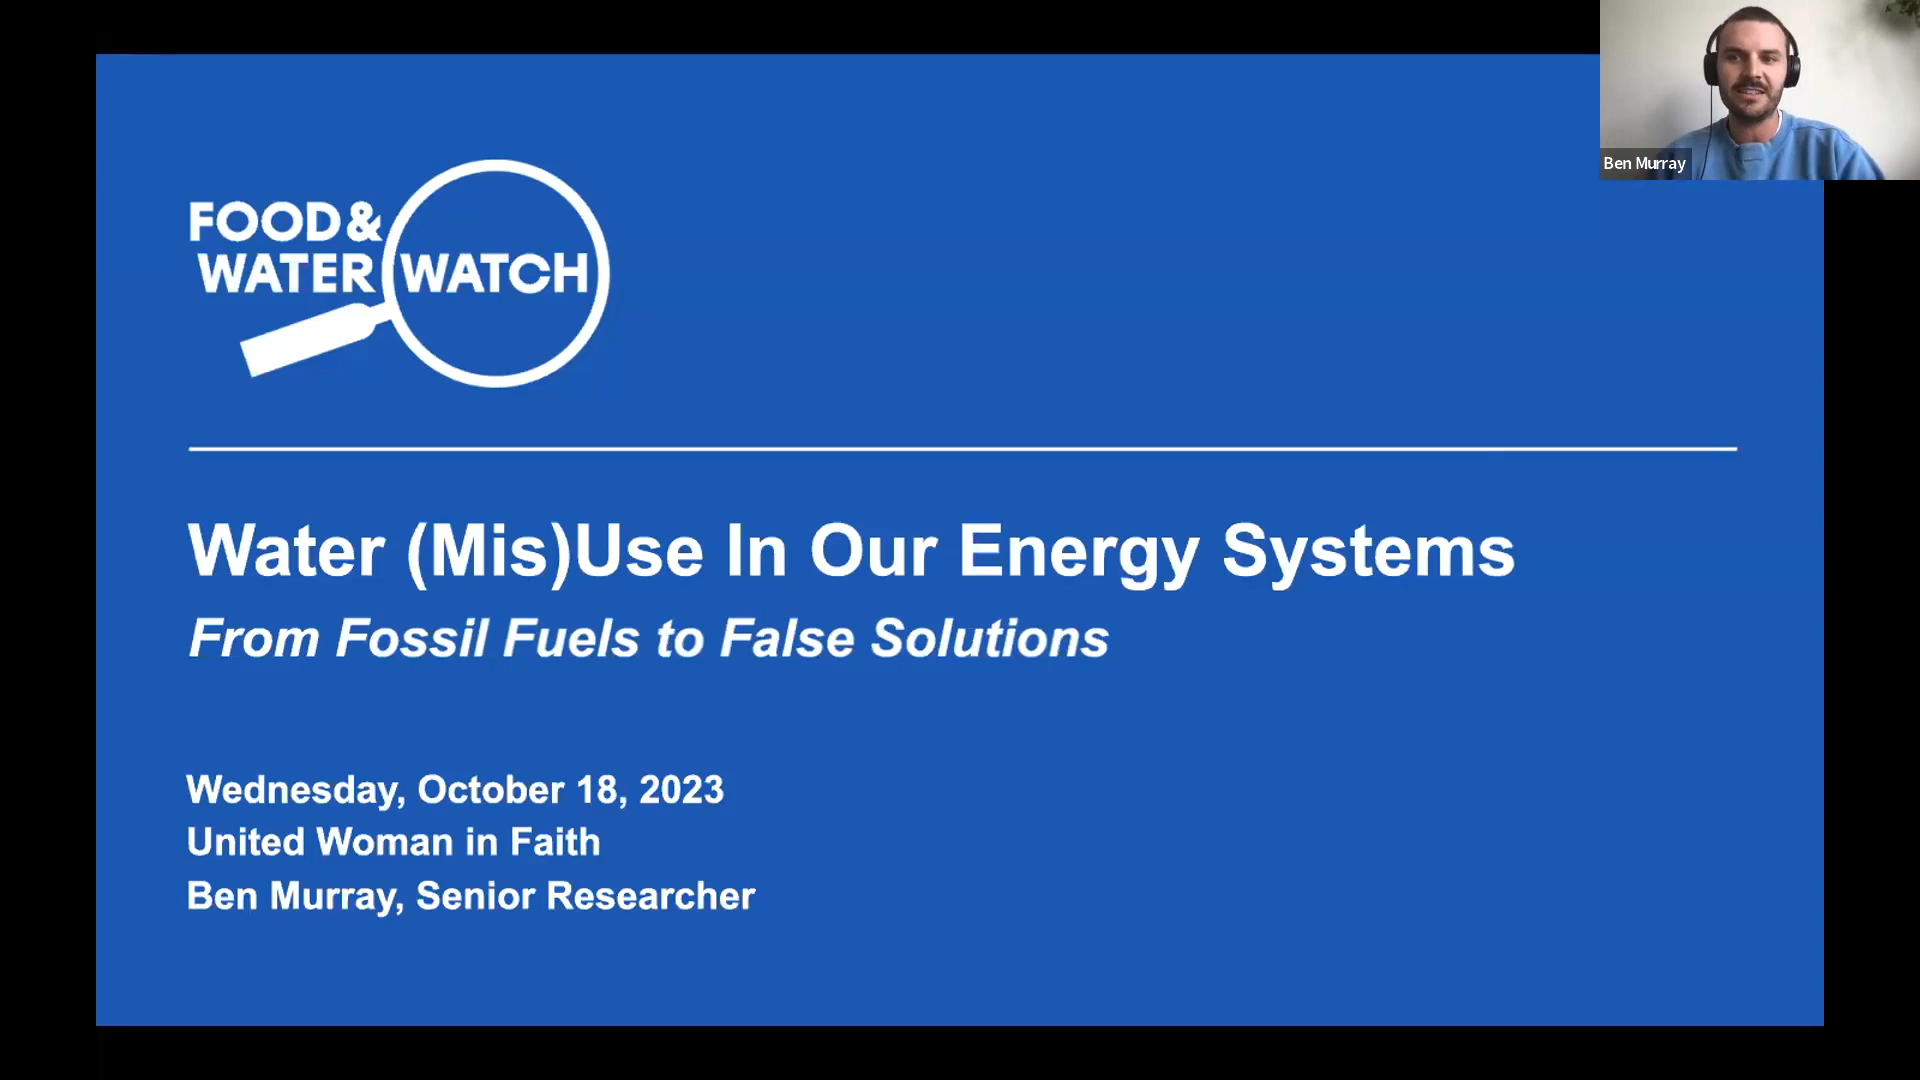 Ben Murray
FOOD &
WATER WATCH
Water (Mis)Use In Our Energy Systems
From Fossil Fuels to False Solutions
Wednesday, October 18, 2023
United Woman in Faith
Ben Murray, Senior Researcher